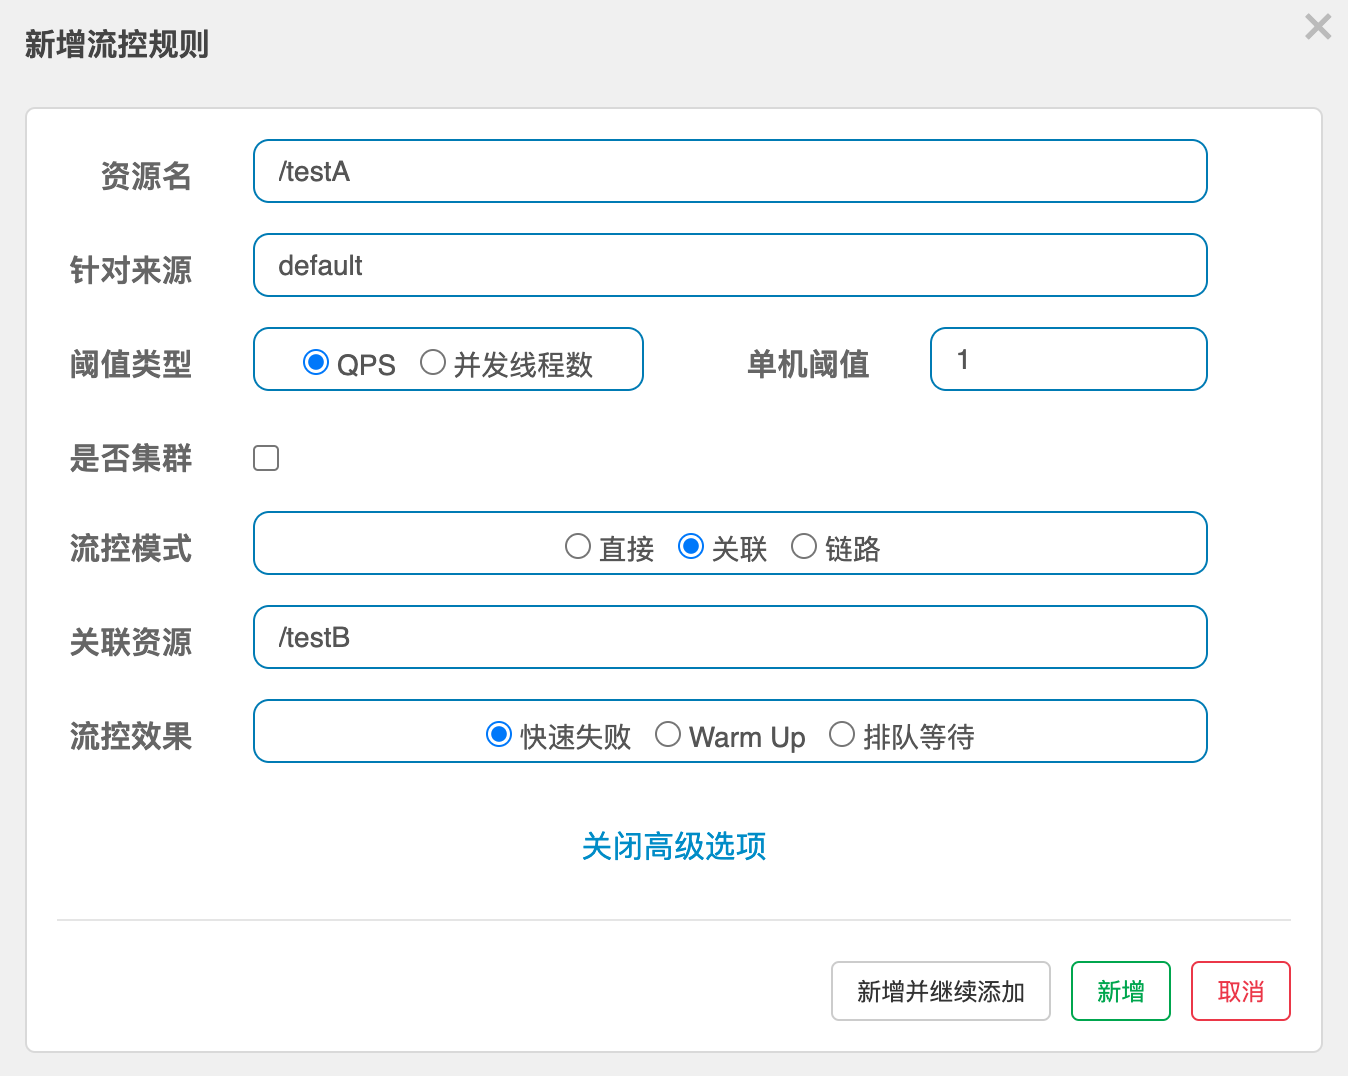 新增流控规则
资源名 /testA
针对来源 default
阈值类型 QPS 并发线程数 单机阈值 1
是否集群
流控模式 直接 关联 链路
关联资源 /testB
流控效果 快速失败 Warm Up 排队等待
关闭高级选项
新增并继续添加 新增 取消